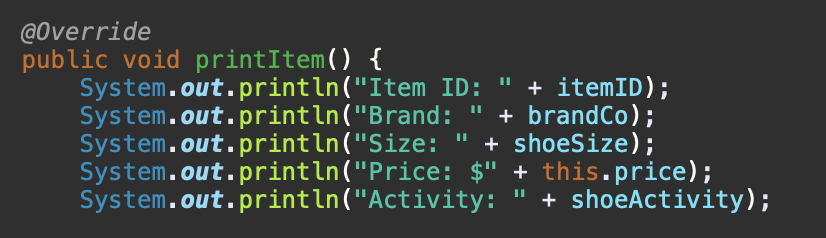 @Override
public void printItem() {
    System.out.println("Item ID: " + itemID);
    System.out.println("Brand: " + brandCo);
    System.out.println("Size: " + shoeSize);
    System.out.println("Price: $" + this.price);
    System.out.println("Activity: " + shoeActivity);